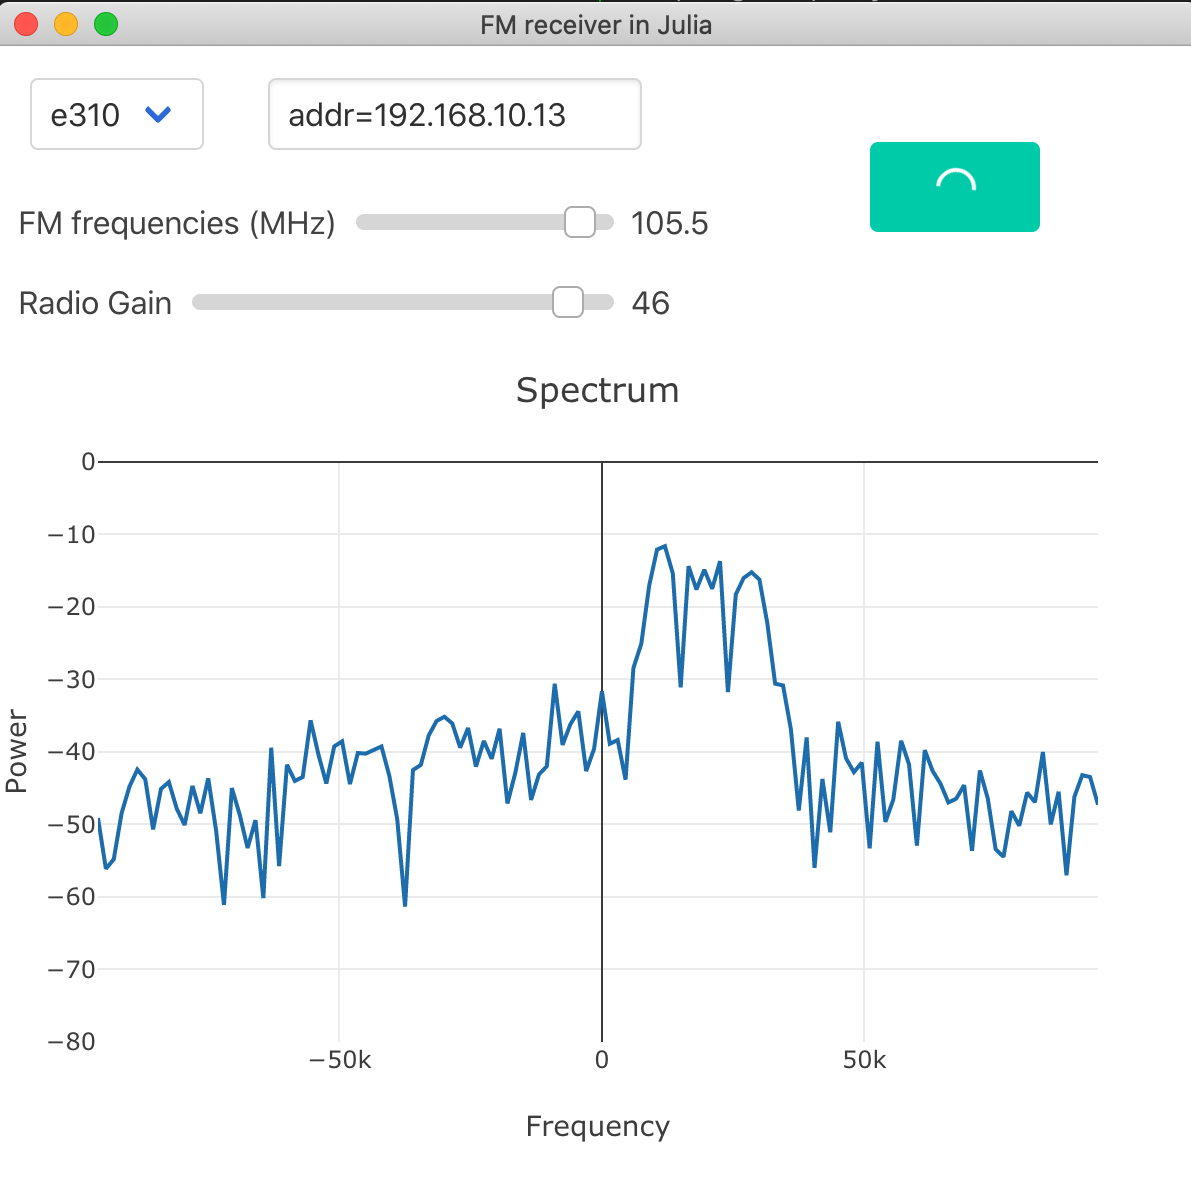 FM receiver in Julia
e310
addr=192.168.10.13
FM frequencies (MHz) 105.5
Radio Gain 46
Spectrum
0
−10
−20
−30
−40
−50
−60
−70
−80
Power
−50k 0 50k
Frequency